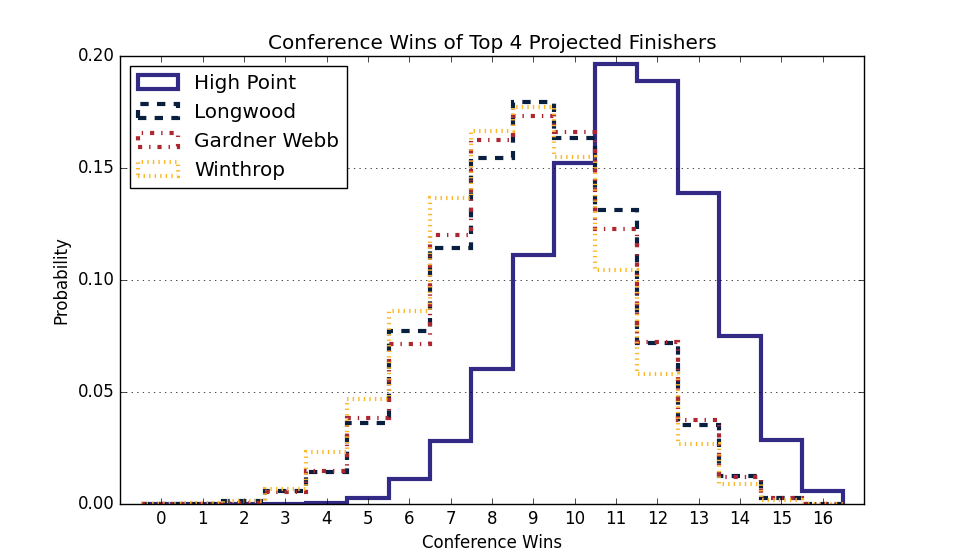 Conference Wins of Top 4 Projected Finishers
High Point
Longwood
Gardner Webb
Winthrop
Probability
0.20
0.15
0.10
0.05
0.00
0 1 2 3 4 5 6 7 8 9 10 11 12 13 14 15 16
Conference Wins